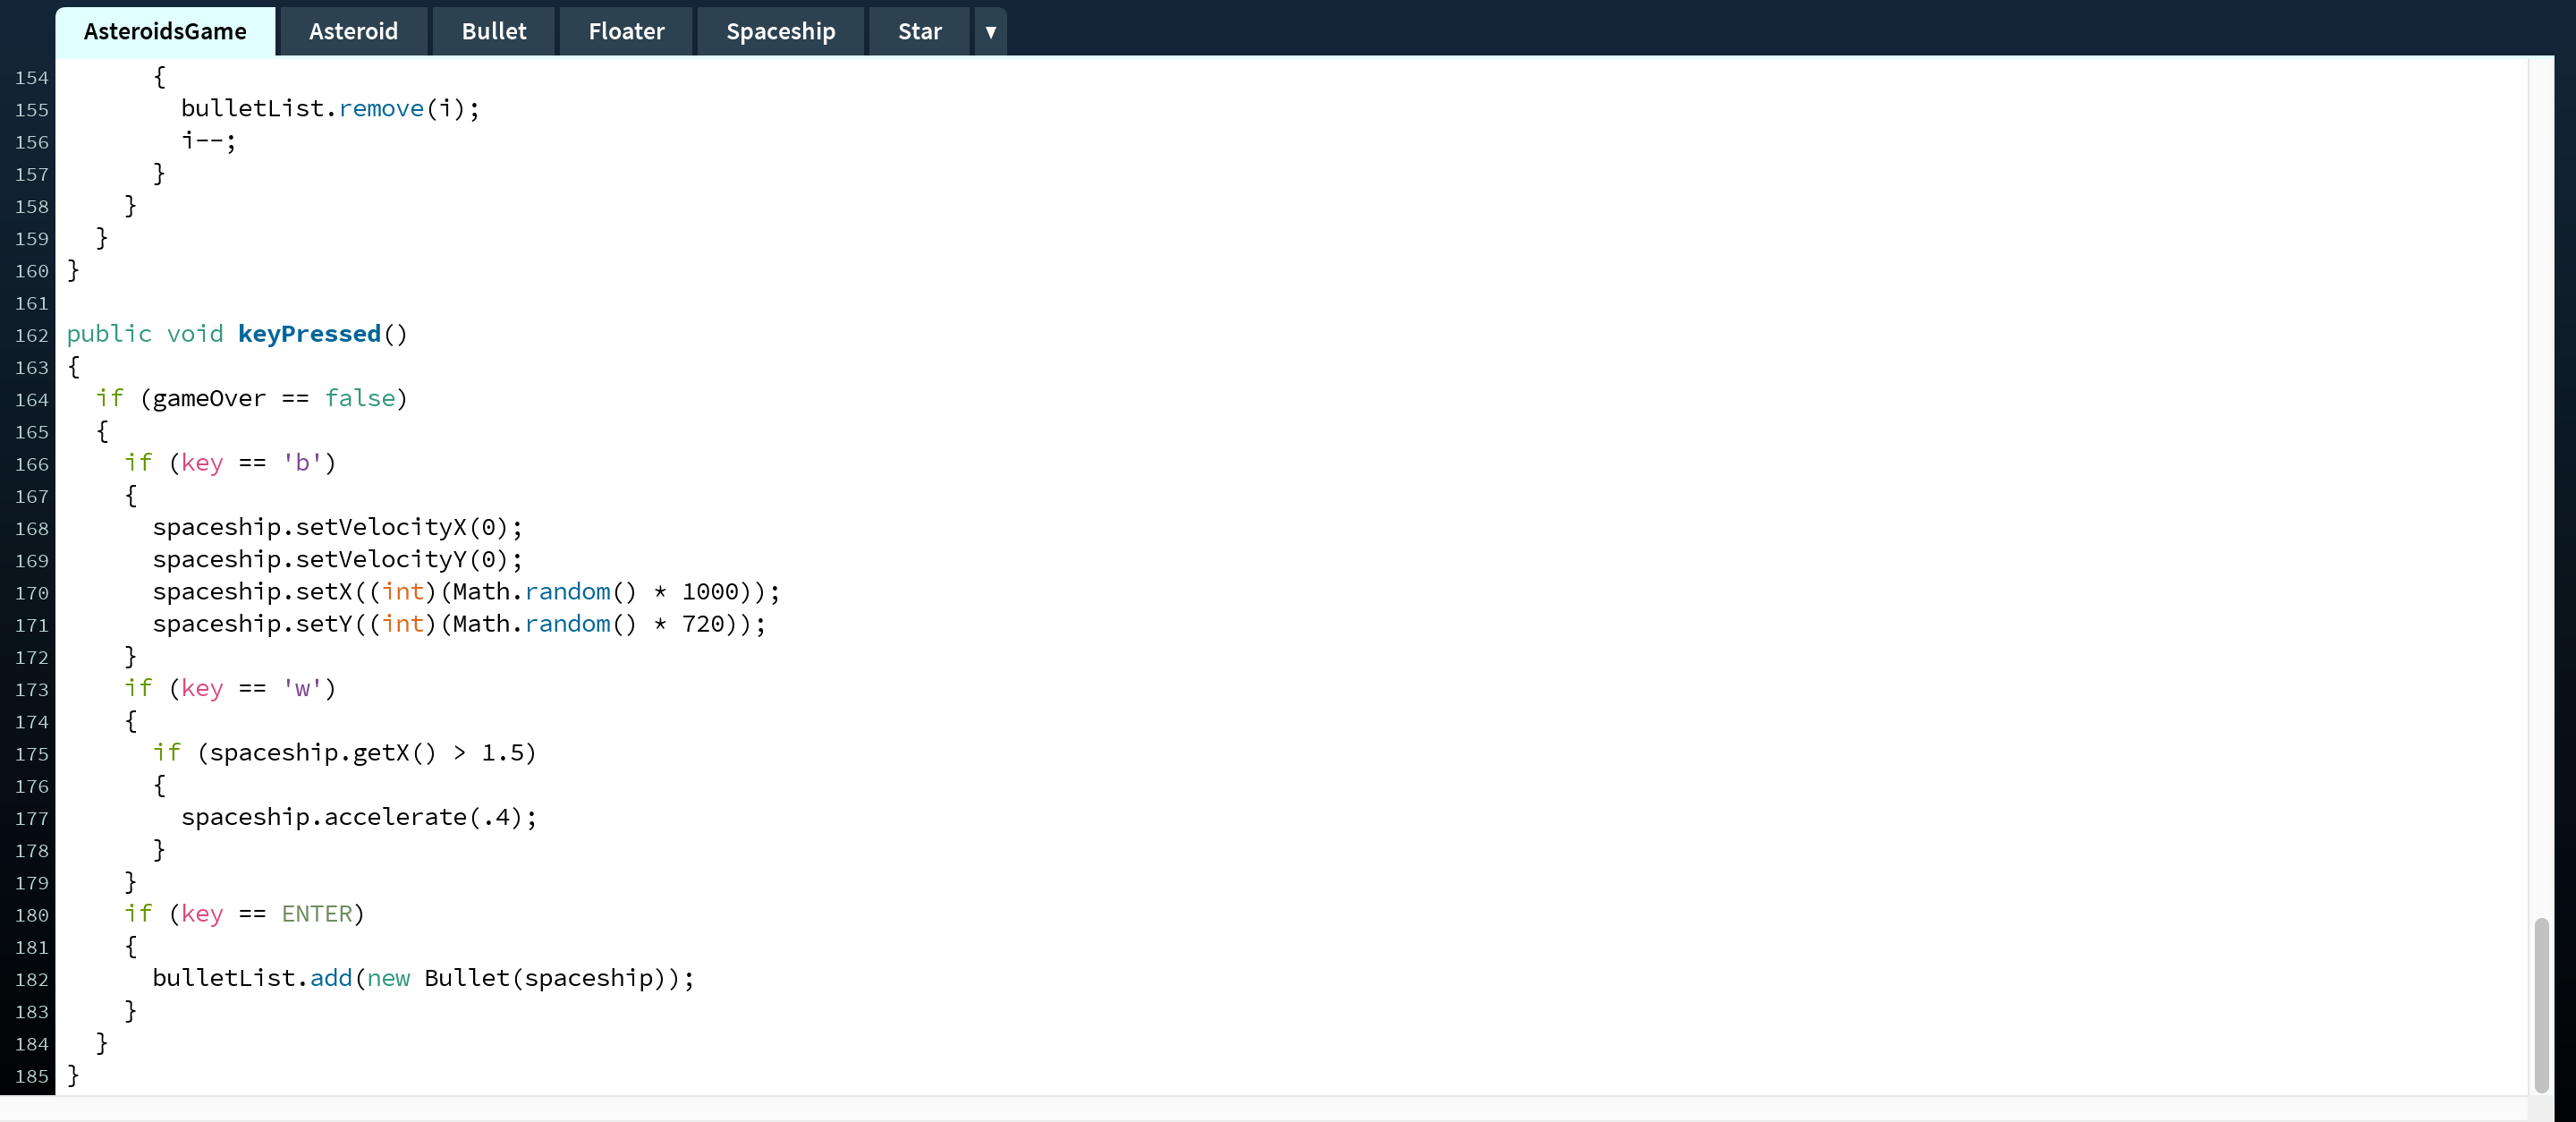 AsteroidsGame Asteroid Bullet Floater Spaceship Star ▼
154 {
155 bulletList.remove(i);
156 i--;
157 }
158 }
159 }
160 }
161
162 public void keyPressed()
163 {
164 if (gameOver == false)
165 {
166 if (key == 'b')
167 {
168 spaceship.setVelocityX(0);
169 spaceship.setVelocityY(0);
170 spaceship.setX((int)(Math.random() * 1000));
171 spaceship.setY((int)(Math.random() * 720));
172 }
173 if (key == 'w')
174 {
175 if (spaceship.getX() > 1.5)
176 {
177 spaceship.accelerate(.4);
178 }
179 }
180 if (key == ENTER)
181 {
182 bulletList.add(new Bullet(spaceship));
183 }
184 }
185 }